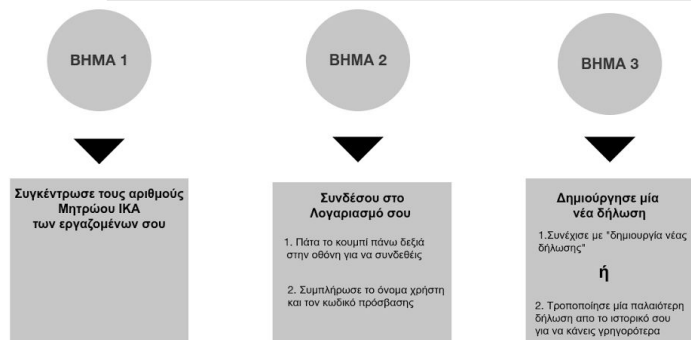 ΒΗΜΑ 1
Συγκέντρωσε τους αριθμούς
Μητρώου ΙΚΑ
των εργαζομένων σου
ΒΗΜΑ 2
Συνδέσου στο
Λογαριασμό σου
1. Πάτα το κουμπί πάνω δεξιά
στην οθόνη για να συνδεθείς
2. Συμπλήρωσε το όνομα χρήστη
και τον κωδικό πρόσβασης
ΒΗΜΑ 3
Δημιούργησε μία
νέα δήλωση
1.Συνέχισε με "δημιουργία νέας
δήλωσης"
ή
2. Τροποποίησε μία παλαιότερη
δήλωση απο το ιστορικό σου
για να κάνεις γρηγορότερα